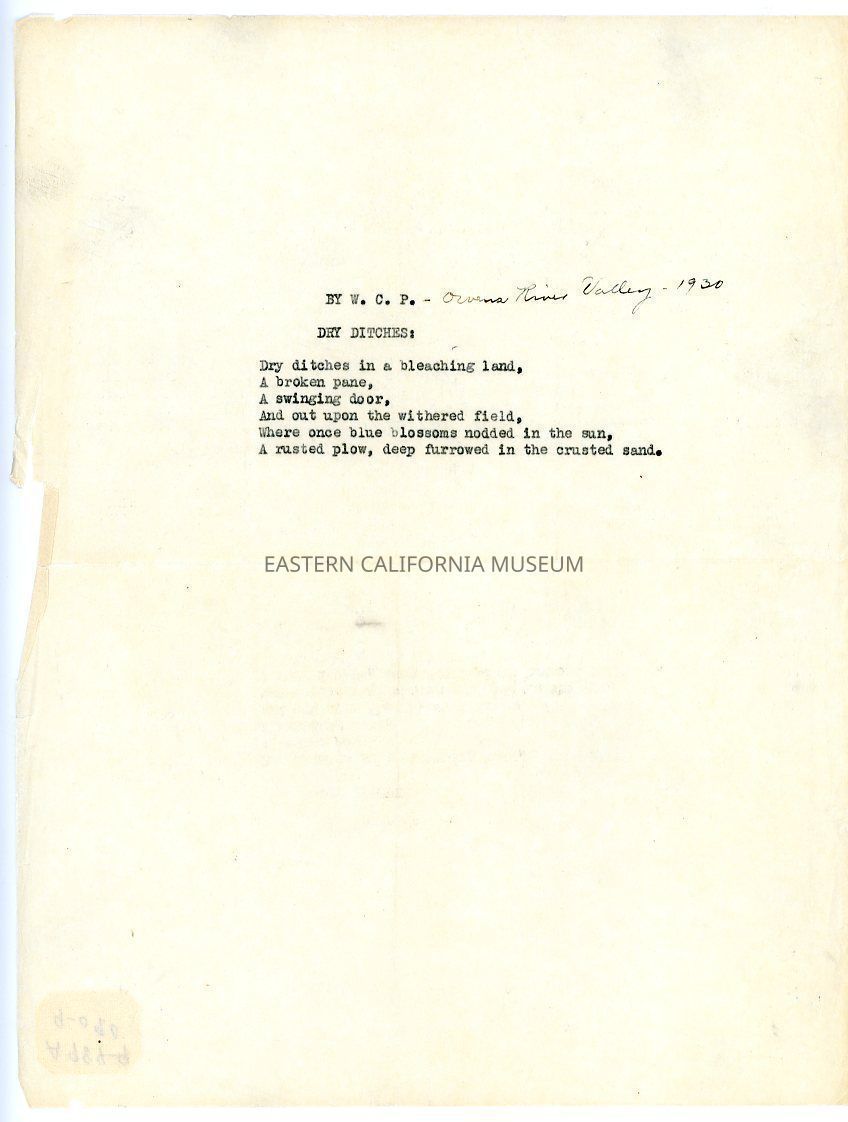 BY W. C. P. - Owens River Valley - 1930
DRY DITCHES:
Dry ditches in a bleaching land,
A broken pane,
A swinging door,
And out upon the withered field,
Where once blue blossoms nodded in the sun,
A rusted plow, deep furrowed in the crusted sand.
EASTERN CALIFORNIA MUSEUM